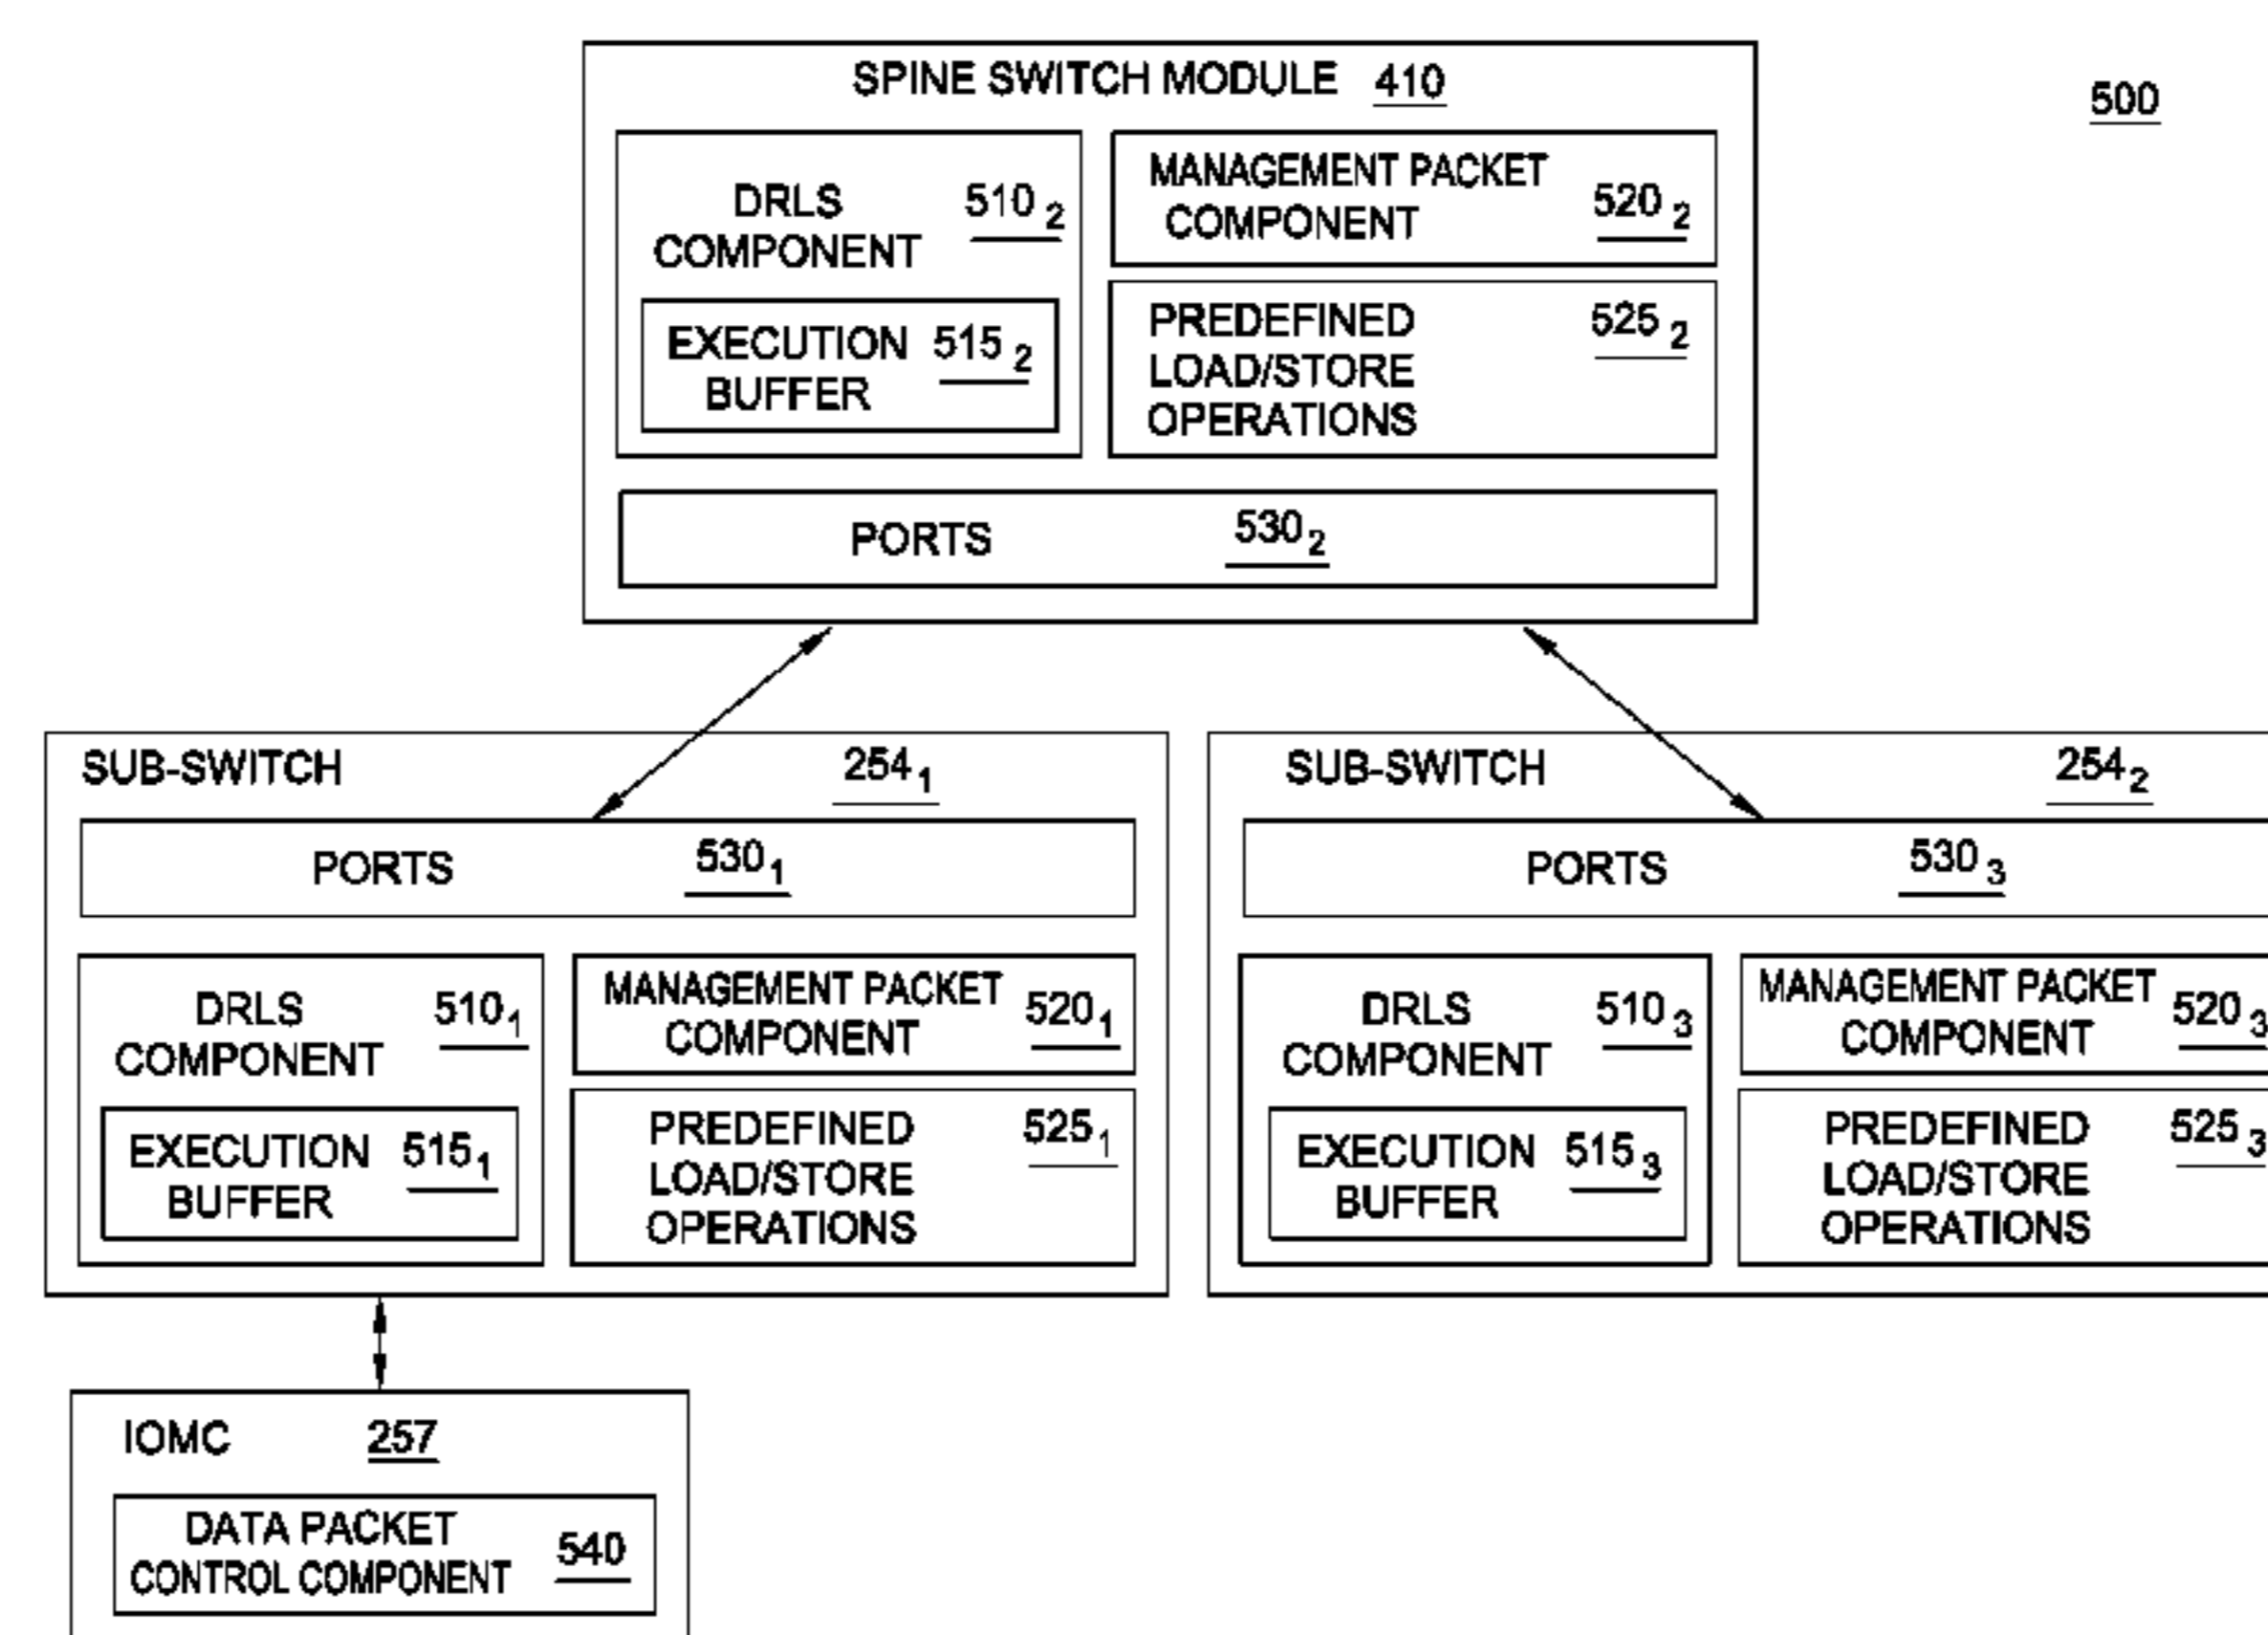 SPINE SWITCH MODULE 410
500
DRLS 510 2
COMPONENT
EXECUTION 515 2
BUFFER
MANAGEMENT PACKET
COMPONENT 520 2
PREDEFINED 525 2
LOAD/STORE
OPERATIONS
PORTS 530 2
SUB-SWITCH 254 1
PORTS 530 1
DRLS 510 1
COMPONENT
EXECUTION 515 1
BUFFER
MANAGEMENT PACKET
COMPONENT 520 1
PREDEFINED 525 1
LOAD/STORE
OPERATIONS
SUB-SWITCH 254 2
PORTS 530 3
DRLS 510 3
COMPONENT
EXECUTION 515 3
BUFFER
MANAGEMENT PACKET
COMPONENT 520 3
PREDEFINED 525 3
LOAD/STORE
OPERATIONS
IOMC 257
DATA PACKET
CONTROL COMPONENT 540